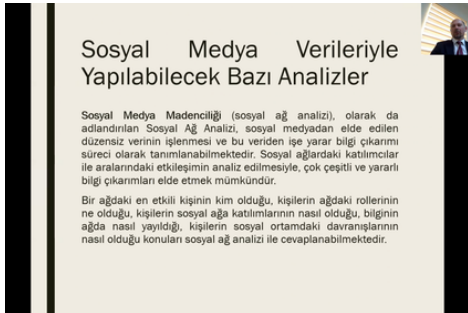 Sosyal Medya Verileriyle
Yapılabilecek Bazı Analizler
Sosyal Medya Madenciliği (sosyal ağ analizi), olarak da
adlandırılan Sosyal Ağ Analizi, sosyal medyadan elde edilen
düzensiz verinin işlenmesi ve bu veriden işe yarar bilgi çıkarımı
süreci olarak tanımlanabilmektedir. Sosyal ağlardaki katılımcılar
ile aralarındaki etkileşimin analiz edilmesiyle, çok çeşitli ve yararlı
bilgi çıkarımları elde etmek mümkündür.
Bir ağdaki en etkili kişinin kim olduğu, kişilerin ağdaki rollerinin
ne olduğu, kişilerin sosyal ağa katılımlarının nasıl olduğu, bilginin
ağda nasıl yayıldığı, kişilerin sosyal ortamdaki davranışlarının
nasıl olduğu konuları sosyal ağ analizi ile cevaplanabilmektedir.